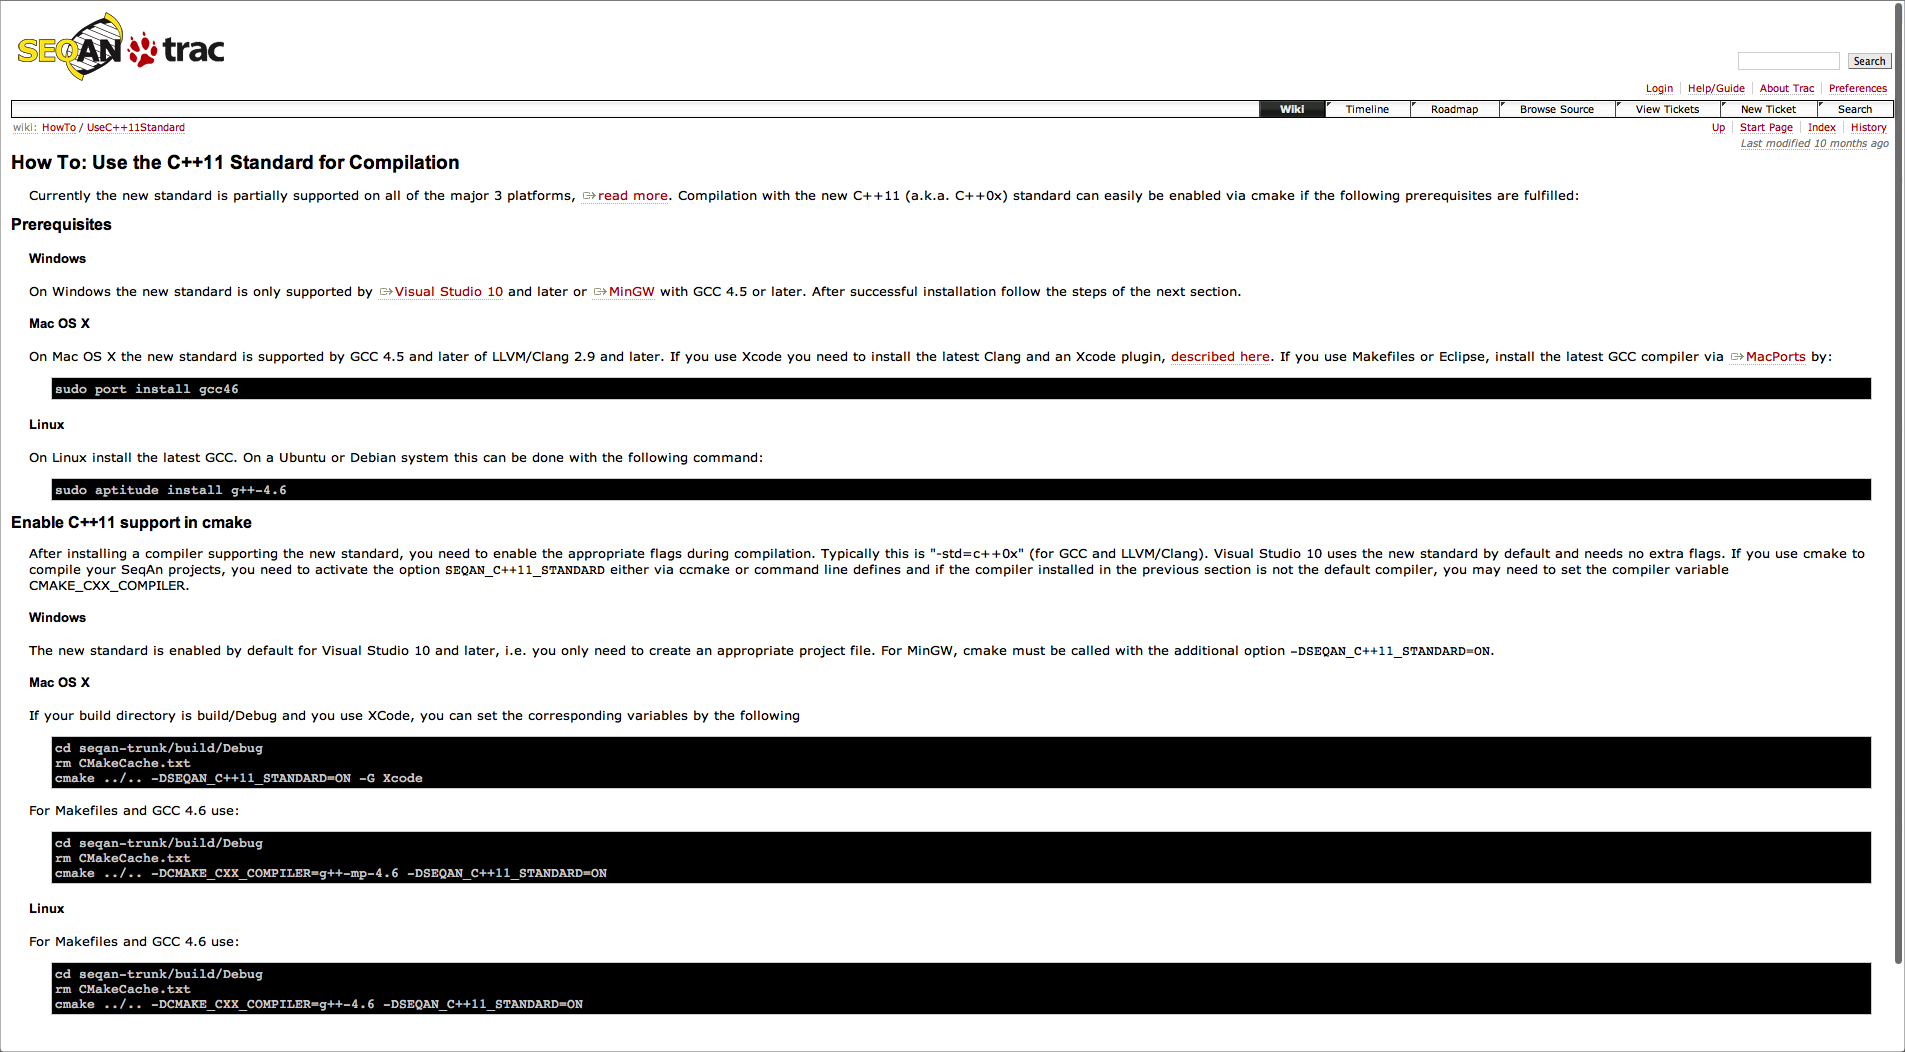 SEQAN trac
Search
Login Help/Guide About Trac Preferences
Wiki Timeline Roadmap Browse Source View Tickets New Ticket Search
wiki: HowTo / UseC++11Standard
Up Start Page Index History
Last modified 10 months ago
How To: Use the C++11 Standard for Compilation
Currently the new standard is partially supported on all of the major 3 platforms, read more. Compilation with the new C++11 (a.k.a. C++0x) standard can easily be enabled via cmake if the following prerequisites are fulfilled:
Prerequisites
Windows
On Windows the new standard is only supported by Visual Studio 10 and later or MinGW with GCC 4.5 or later. After successful installation follow the steps of the next section.
Mac OS X
On Mac OS X the new standard is supported by GCC 4.5 and later of LLVM/Clang 2.9 and later. If you use Xcode you need to install the latest Clang and an Xcode plugin, described here. If you use Makefiles or Eclipse, install the latest GCC compiler via MacPorts by:
sudo port install gcc46
Linux
On Linux install the latest GCC. On a Ubuntu or Debian system this can be done with the following command:
sudo aptitude install g++-4.6
Enable C++11 support in cmake
After installing a compiler supporting the new standard, you need to enable the appropriate flags during compilation. Typically this is "-std=c++0x" (for GCC and LLVM/Clang). Visual Studio 10 uses the new standard by default and needs no extra flags. If you use cmake to
compile your SeqAn projects, you need to activate the option SEQAN_C++11_STANDARD either via ccmake or command line defines and if the compiler installed in the previous section is not the default compiler, you may need to set the compiler variable
CMAKE_CXX_COMPILER.
Windows
The new standard is enabled by default for Visual Studio 10 and later, i.e. you only need to create an appropriate project file. For MinGW, cmake must be called with the additional option -DSEQAN_C++11_STANDARD=ON.
Mac OS X
If your build directory is build/Debug and you use XCode, you can set the corresponding variables by the following
cd seqan-trunk/build/Debug
rm CMakeCache.txt
cmake ../.. -DSEQAN_C++11_STANDARD=ON -G Xcode
For Makefiles and GCC 4.6 use:
cd seqan-trunk/build/Debug
rm CMakeCache.txt
cmake ../.. -DCMAKE_CXX_COMPILER=g++-mp-4.6 -DSEQAN_C++11_STANDARD=ON
Linux
For Makefiles and GCC 4.6 use:
cd seqan-trunk/build/Debug
rm CMakeCache.txt
cmake ../.. -DCMAKE_CXX_COMPILER=g++-4.6 -DSEQAN_C++11_STANDARD=ON